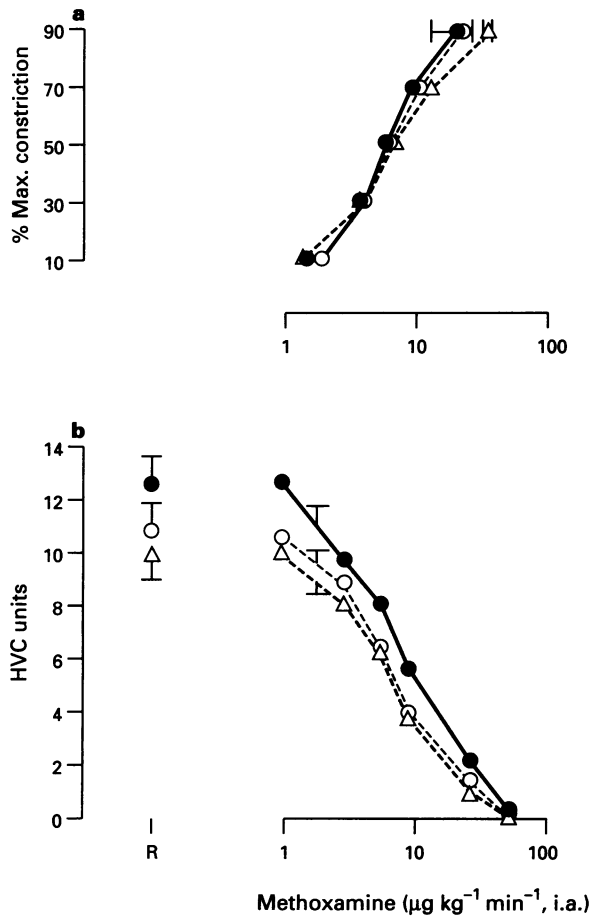 a
90
70
50
30
10
% Max. constriction
1 10 100
b
14
12
10
8
6
4
2
0
HVC units
R 1 10 100
Methoxamine (μg kg⁻¹ min⁻¹, i.a.)